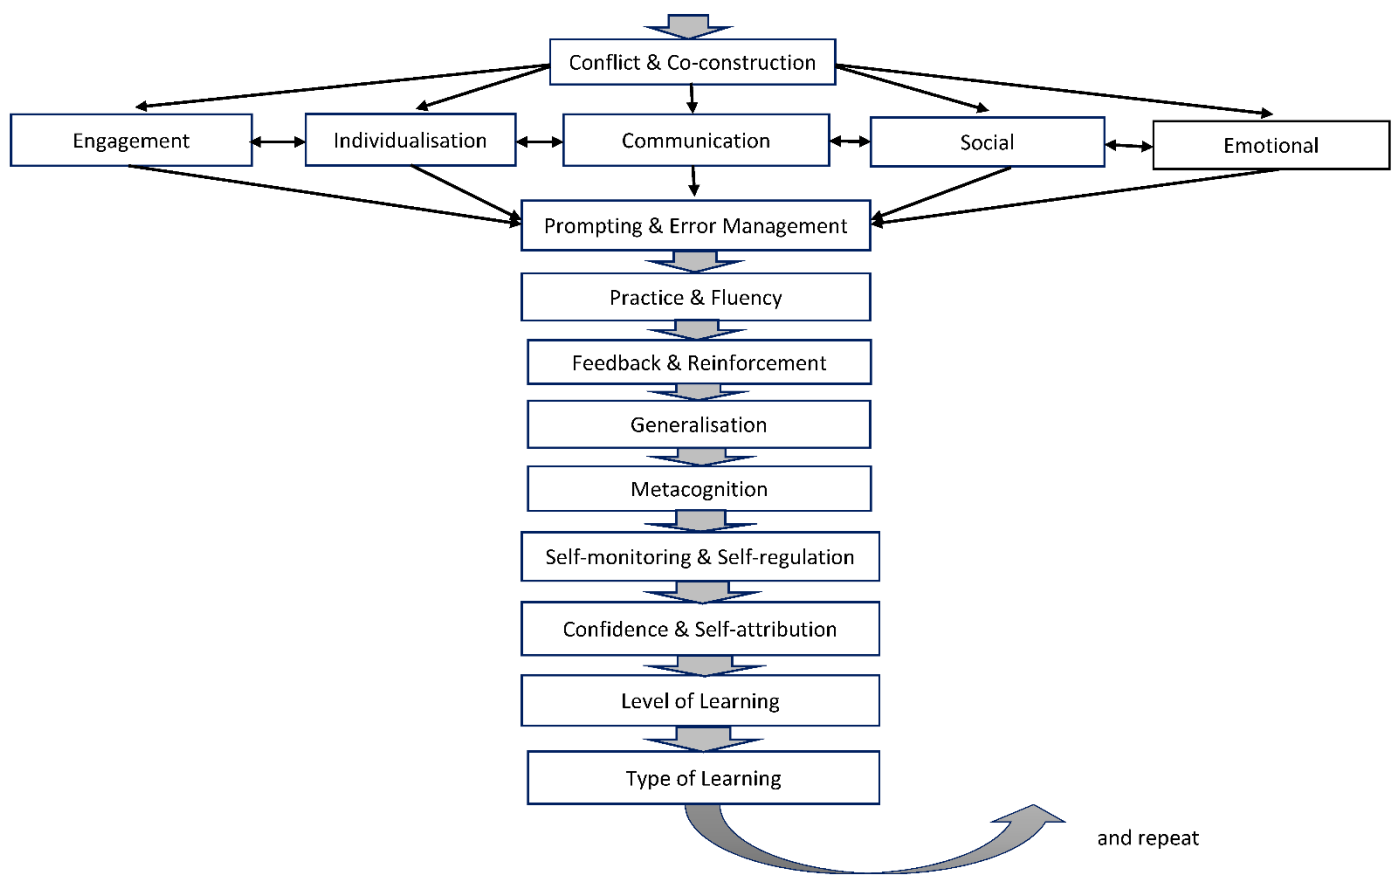 Conflict & Co-construction
Engagement
Individualisation
Communication
Social
Emotional
Prompting & Error Management
Practice & Fluency
Feedback & Reinforcement
Generalisation
Metacognition
Self-monitoring & Self-regulation
Confidence & Self-attribution
Level of Learning
Type of Learning
and repeat